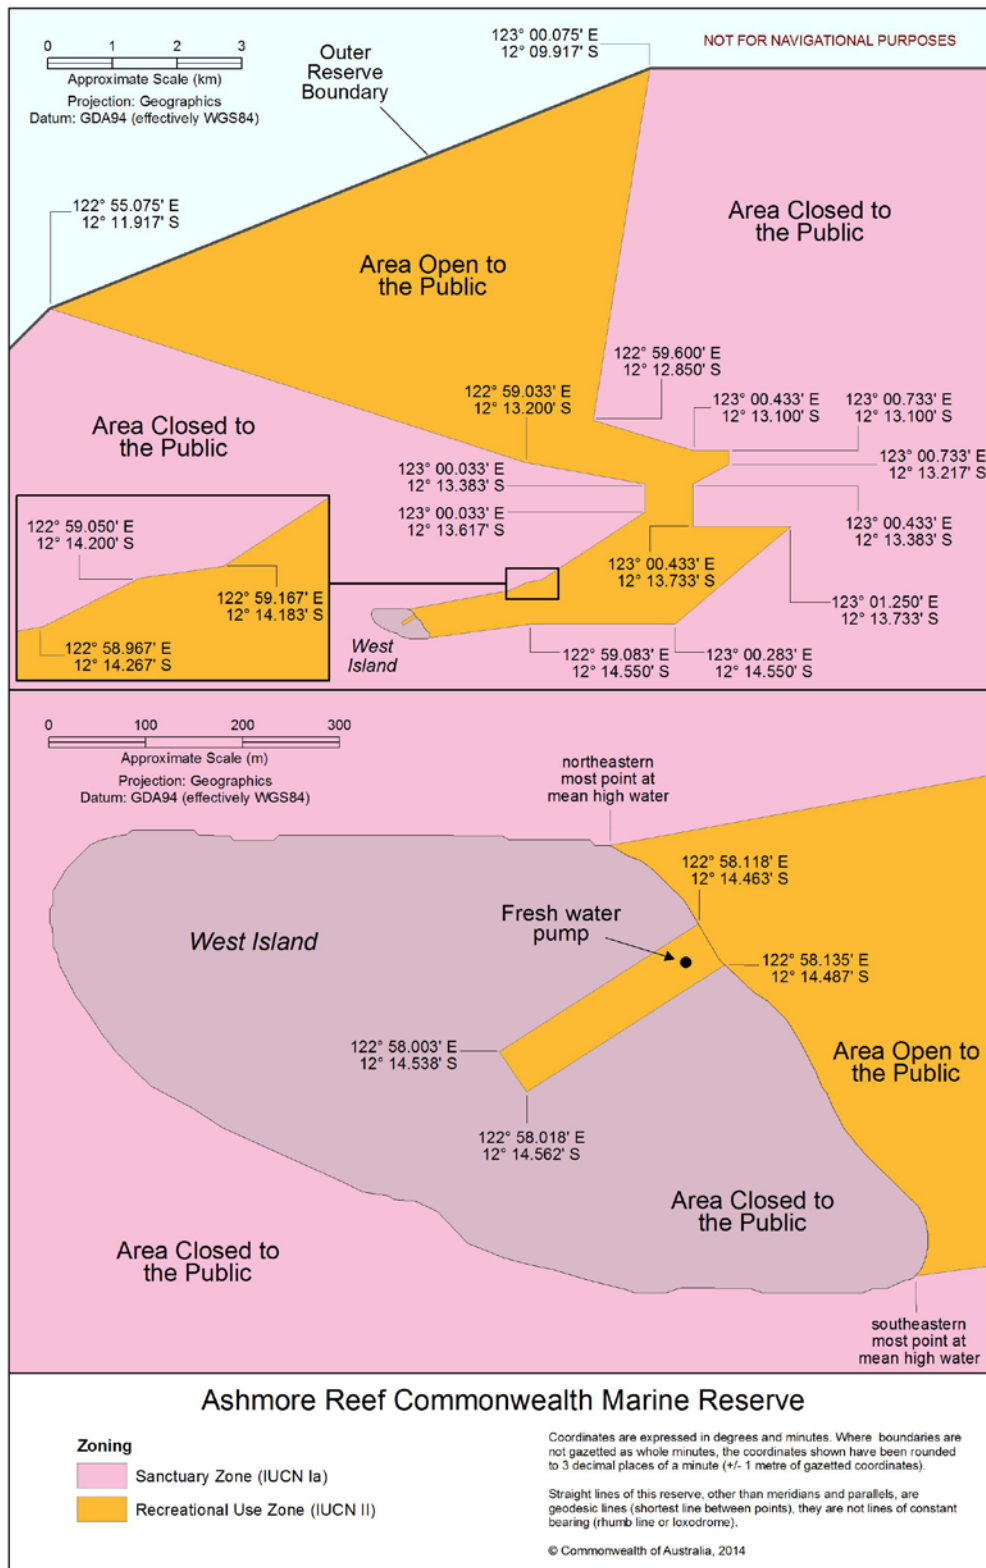 0 1 2 3
Approximate Scale (km)
Projection: Geographics
Datum: GDA94 (effectively WGS84)
Outer
Reserve
Boundary
123° 00.075' E
12° 09.917' S
NOT FOR NAVIGATIONAL PURPOSES
122° 55.075' E
12° 11.917' S
Area Closed to
the Public
Area Open to
the Public
122° 59.600' E
12° 12.850' S
122° 59.033' E
12° 13.200' S
123° 00.433' E
12° 13.100' S
123° 00.733' E
12° 13.100' S
Area Closed to
the Public
123° 00.033' E
12° 13.383' S
123° 00.733' E
12° 13.217' S
123° 00.033' E
12° 13.617' S
123° 00.433' E
12° 13.383' S
122° 59.050' E
12° 14.200' S
123° 00.433' E
12° 13.733' S
122° 59.167' E
12° 14.183' S
123° 01.250' E
12° 13.733' S
122° 58.967' E
12° 14.267' S
West
Island
122° 59.083' E
12° 14.550' S
123° 00.283' E
12° 14.550' S
0 100 200 300
Approximate Scale (m)
Projection: Geographics
Datum: GDA94 (effectively WGS84)
northeastern
most point at
mean high water
122° 58.118' E
12° 14.463' S
Fresh water
pump
West Island
122° 58.135' E
12° 14.487' S
122° 58.003' E
12° 14.538' S
Area Open to
the Public
122° 58.018' E
12° 14.562' S
Area Closed to
the Public
Area Closed to
the Public
southeastern
most point at
mean high water
Ashmore Reef Commonwealth Marine Reserve
Zoning
Sanctuary Zone (IUCN Ia)
Recreational Use Zone (IUCN II)
Coordinates are expressed in degrees and minutes. Where boundaries are
not gazetted as whole minutes, the coordinates shown have been rounded
to 3 decimal places of a minute (+/- 1 metre of gazetted coordinates).
Straight lines of this reserve, other than meridians and parallels, are
geodesic lines (shortest line between points), they are not lines of constant
bearing (rhumb line or loxodrome).
© Commonwealth of Australia, 2014